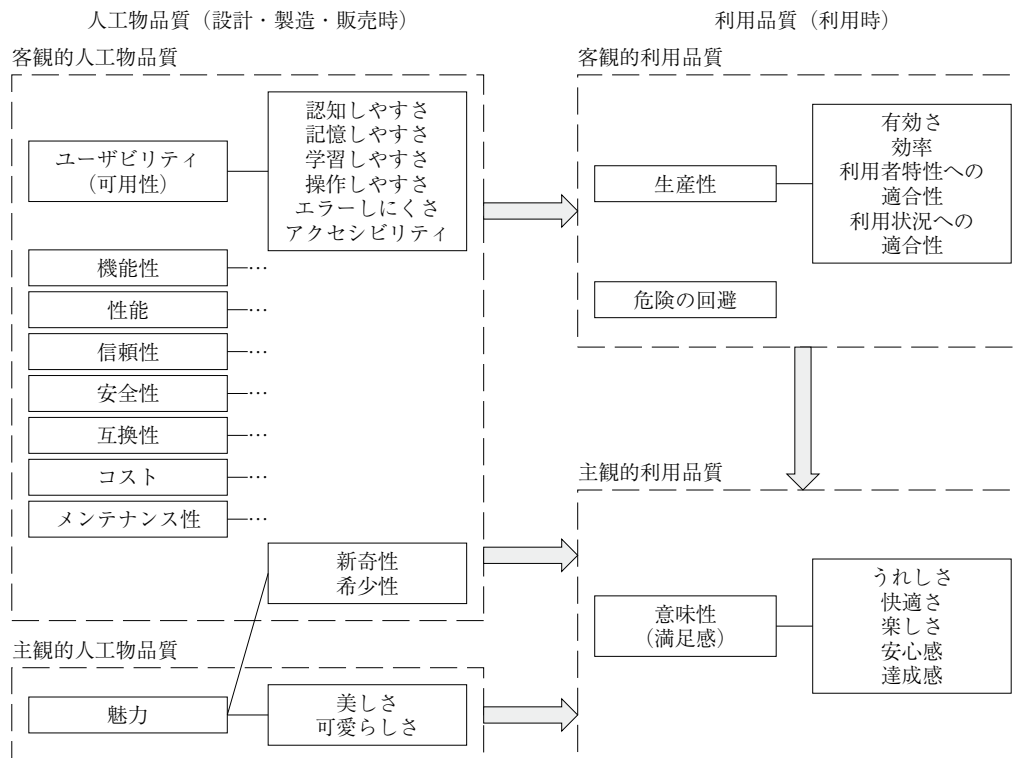 人工物品質（設計・製造・販売時）
客観的人工物品質
ユーザビリティ
（可用性）
認知しやすさ
記憶しやすさ
学習しやすさ
操作しやすさ
エラーしにくさ
アクセシビリティ
機能性
…
性能
…
信頼性
…
安全性
…
互換性
…
コスト
…
メンテナンス性
…
新奇性
希少性
主観的人工物品質
魅力
美しさ
可愛らしさ
利用品質（利用時）
客観的利用品質
生産性
有効さ
効率
利用者特性への
適合性
利用状況への
適合性
危険の回避
主観的利用品質
意味性
（満足感）
うれしさ
快適さ
楽しさ
安心感
達成感